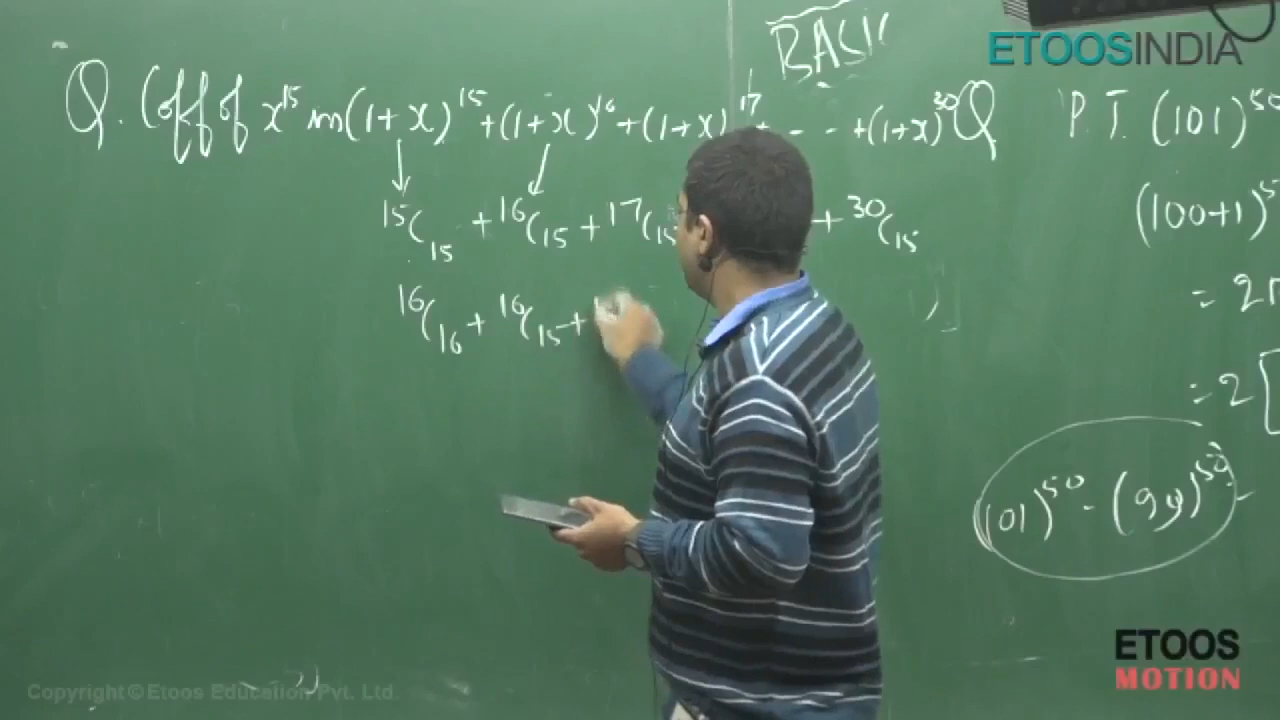 BASIC
ETOOSINDIA
Q. Coff of x^15 in (1+x)^15 + (1+x)^16 + (1+x)^17 + - - - + (1+x)^30
Q P.T. (101)^50
15C15 + 16C15 + 17C15 + 30C15
(100+1)^5
16C16 + 16C15 +
= 2
= 2 [
(101)^50 - (99)^50 -
ETOOS
MOTION
Copyright © Etoos Education Pvt. Ltd.